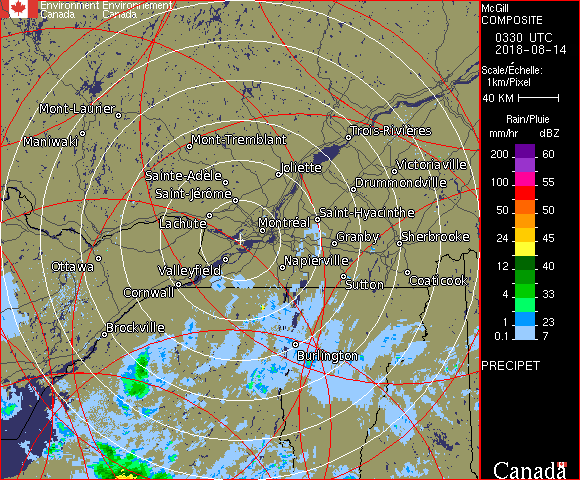 Environment Environnement
Canada Canada
McGill
COMPOSITE
0330 UTC
2018-08-14
Scale/Échelle:
1km/Pixel
40 KM
Rain/Pluie
mm/hr dBZ
200 60
100 55
50 50
24 45
12 40
4 33
1 23
0.1 7
PRECIPET
Canada
Mont-Laurier
Maniwaki
Mont-Tremblant
Trois-Rivières
Joliette
Victoriaville
Sainte-Adèle
Drummondville
Saint-Jérôme
Lachute
Saint-Hyacinthe
Montréal
Granby
Sherbrooke
Ottawa
Valleyfield
Napierville
Cornwall
Sutton
Coaticook
Brockville
Burlington